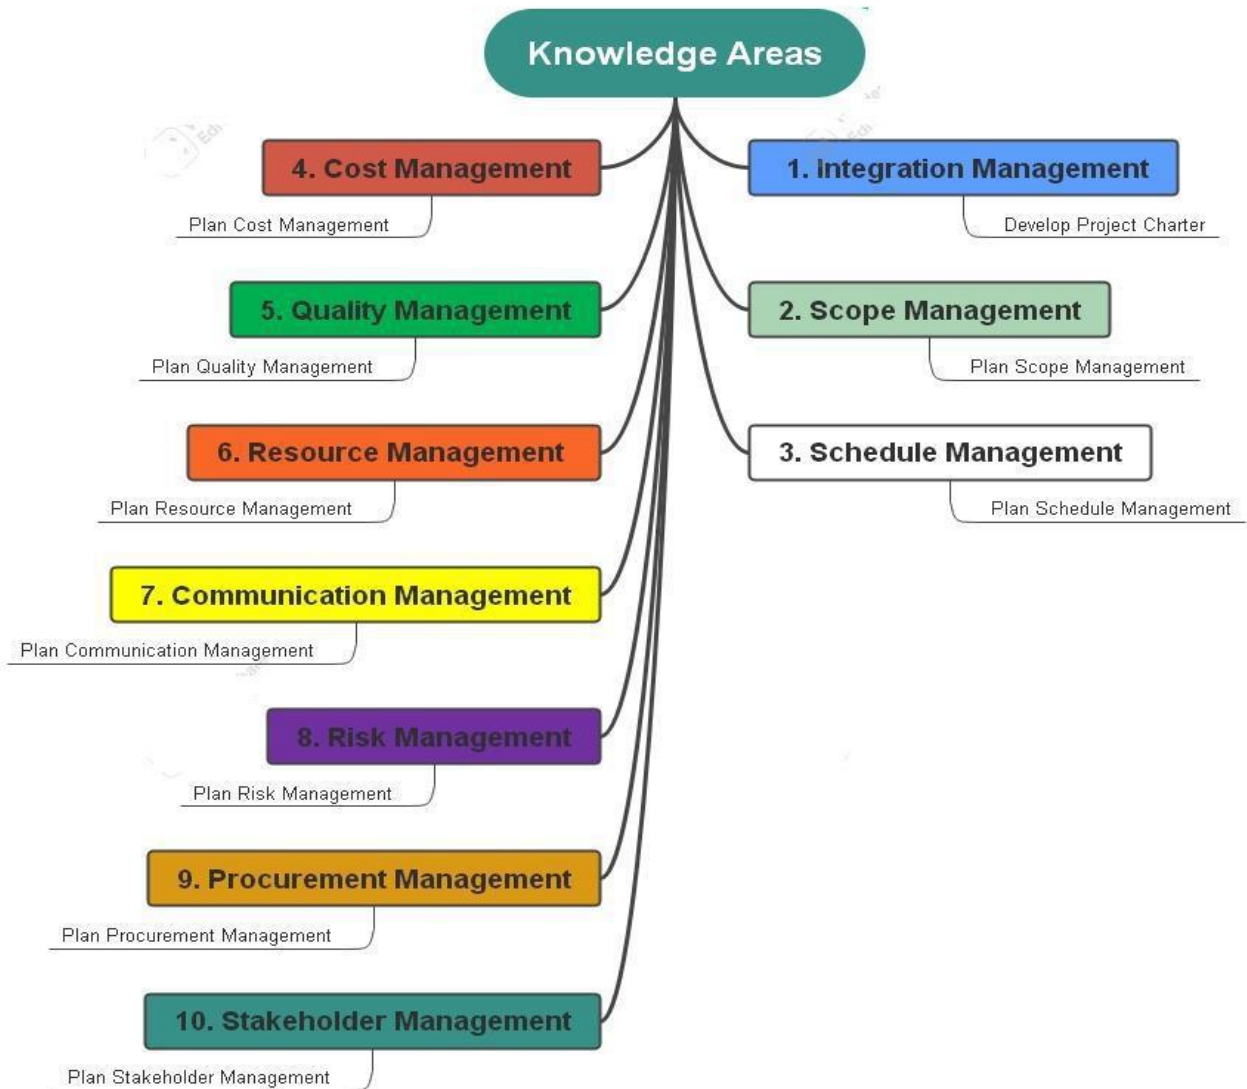 Knowledge Areas
4. Cost Management
Plan Cost Management
5. Quality Management
Plan Quality Management
6. Resource Management
Plan Resource Management
7. Communication Management
Plan Communication Management
8. Risk Management
Plan Risk Management
9. Procurement Management
Plan Procurement Management
10. Stakeholder Management
Plan Stakeholder Management
1. Integration Management
Develop Project Charter
2. Scope Management
Plan Scope Management
3. Schedule Management
Plan Schedule Management